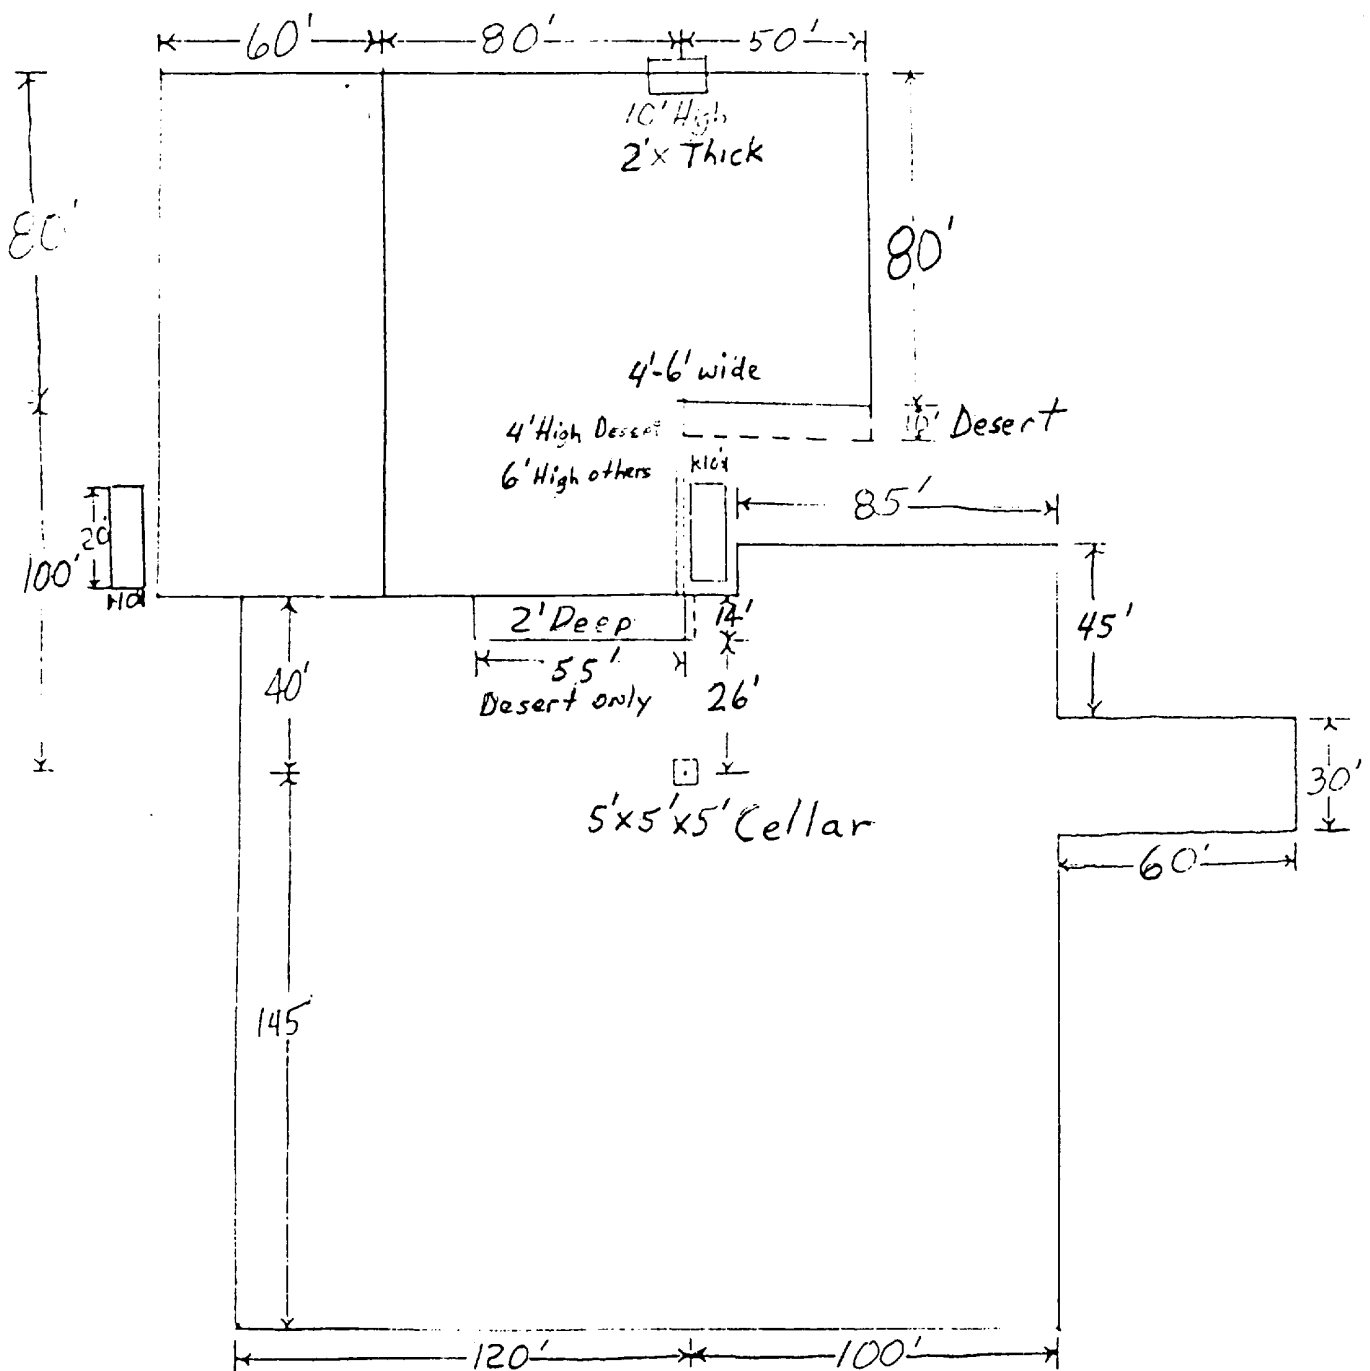 60' 80' 50'
10' High
2'x Thick
80'
80'
4'-6' wide
4' High Desert
10' Desert
6' High others
10'
85'
20'
100'
10'
2' Deep
14'
45'
55'
40'
Desert only
26'
30'
5'x5'x5' Cellar
60'
145'
120' 100'